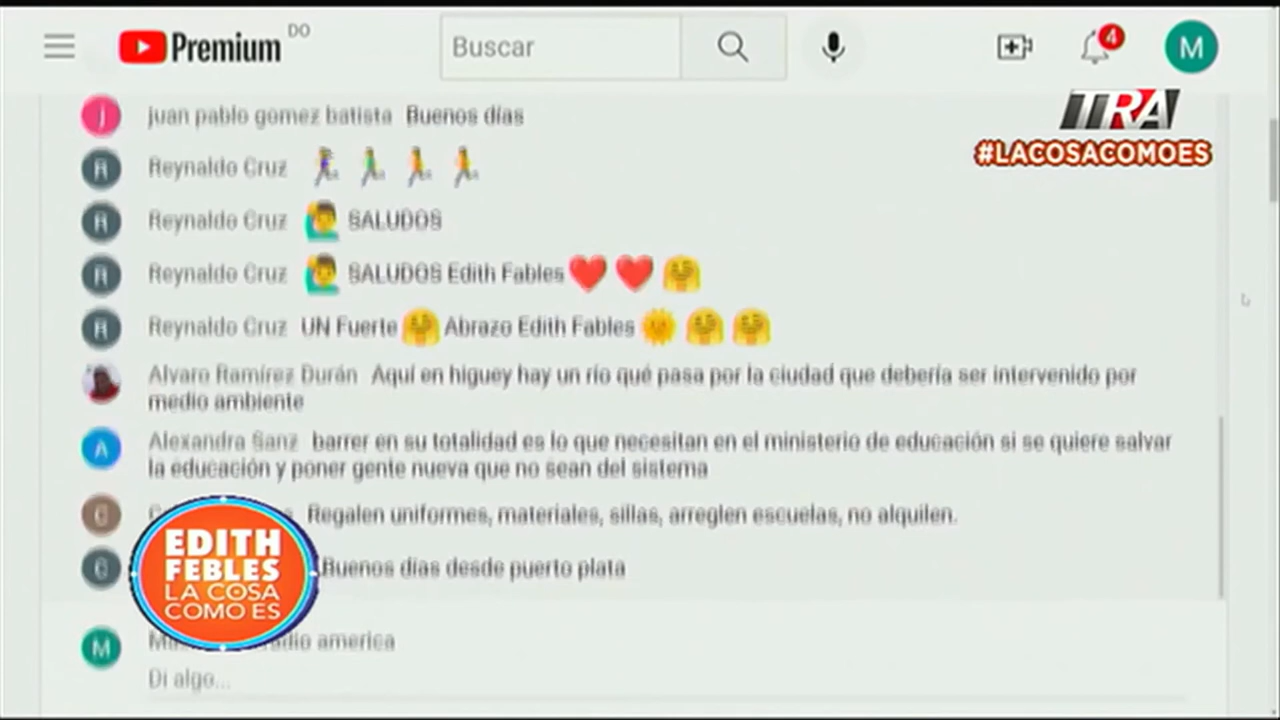 Premium DO
Buscar
4
M
TRA
#LACOSACOMOES
J juan pablo gomez batista Buenos días
R Reynaldo Cruz
R Reynaldo Cruz SALUDOS
R Reynaldo Cruz SALUDOS Edith Fables
R Reynaldo Cruz UN Fuerte Abrazo Edith Fables
Alvaro Ramírez Durán Aquí en higuey hay un río qué pasa por la ciudad que debería ser intervenido por
medio ambiente
A Alexandra Sanz barrer en su totalidad es lo que necesitan en el ministerio de educación si se quiere salvar
la educación y poner gente nueva que no sean del sistema
Regalen uniformes, materiales, sillas, arreglen escuelas, no alquilen.
Buenos días desde puerto plata
EDITH
FEBLES
LA COSA
COMO ES
M america
Di algo...